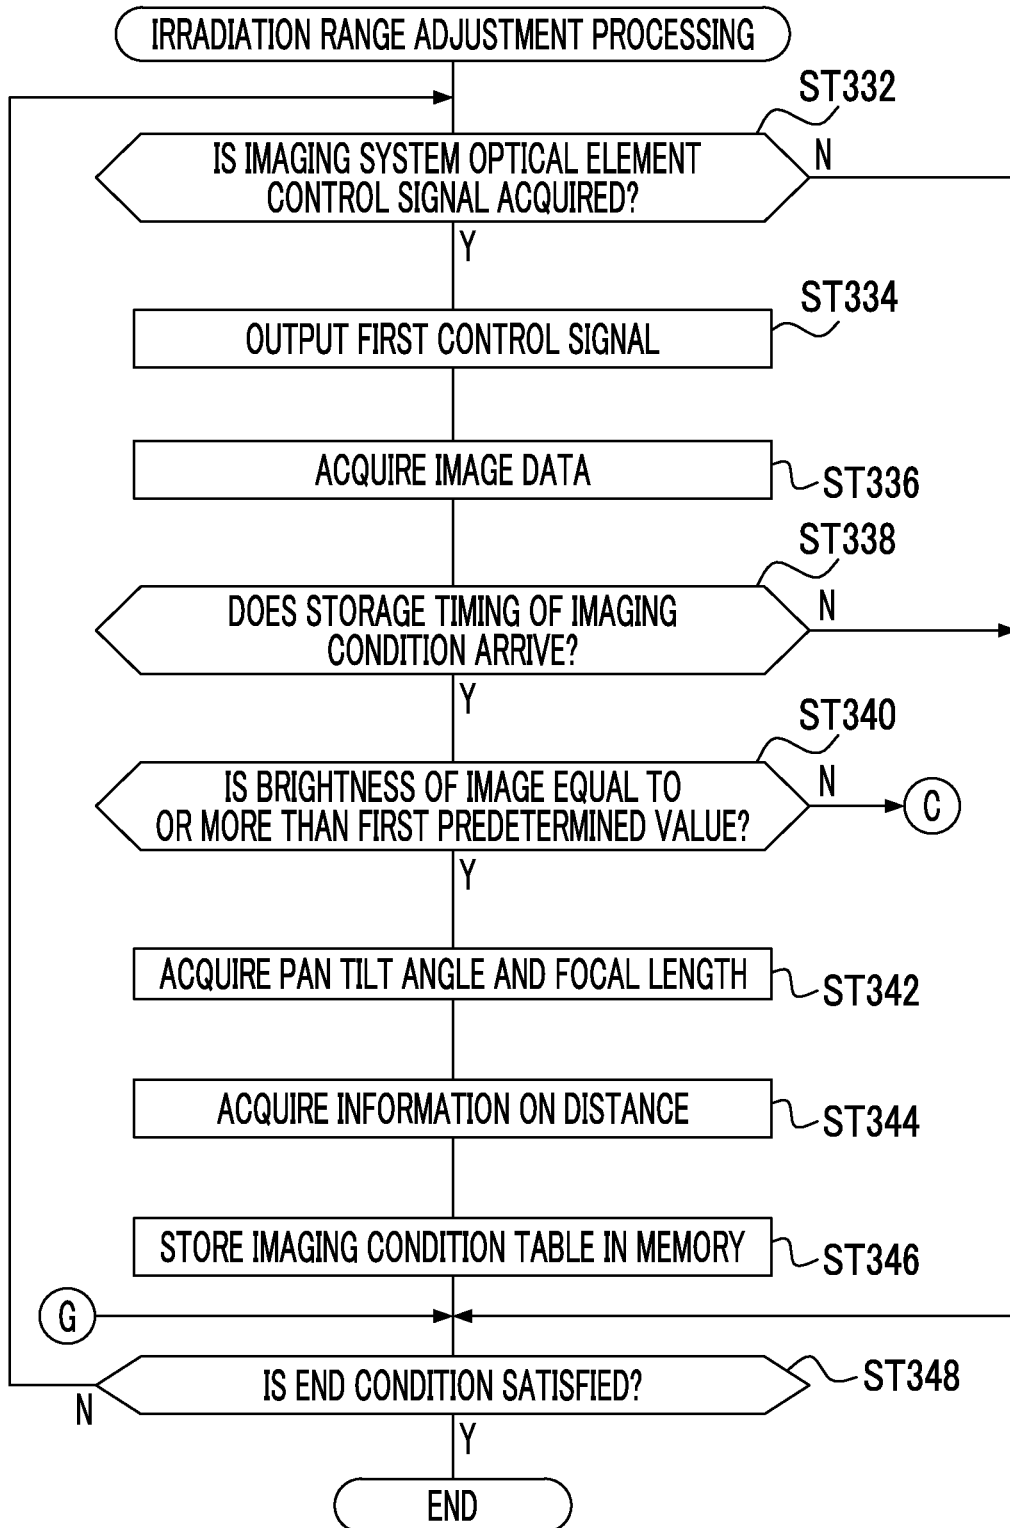 IRRADIATION RANGE ADJUSTMENT PROCESSING
ST332
IS IMAGING SYSTEM OPTICAL ELEMENT
CONTROL SIGNAL ACQUIRED?
N
Y
ST334
OUTPUT FIRST CONTROL SIGNAL
ACQUIRE IMAGE DATA
ST336
ST338
DOES STORAGE TIMING OF IMAGING
CONDITION ARRIVE?
N
Y
ST340
IS BRIGHTNESS OF IMAGE EQUAL TO
OR MORE THAN FIRST PREDETERMINED VALUE?
N
C
Y
ACQUIRE PAN TILT ANGLE AND FOCAL LENGTH
ST342
ACQUIRE INFORMATION ON DISTANCE
ST344
STORE IMAGING CONDITION TABLE IN MEMORY
ST346
G
IS END CONDITION SATISFIED?
ST348
N
Y
END